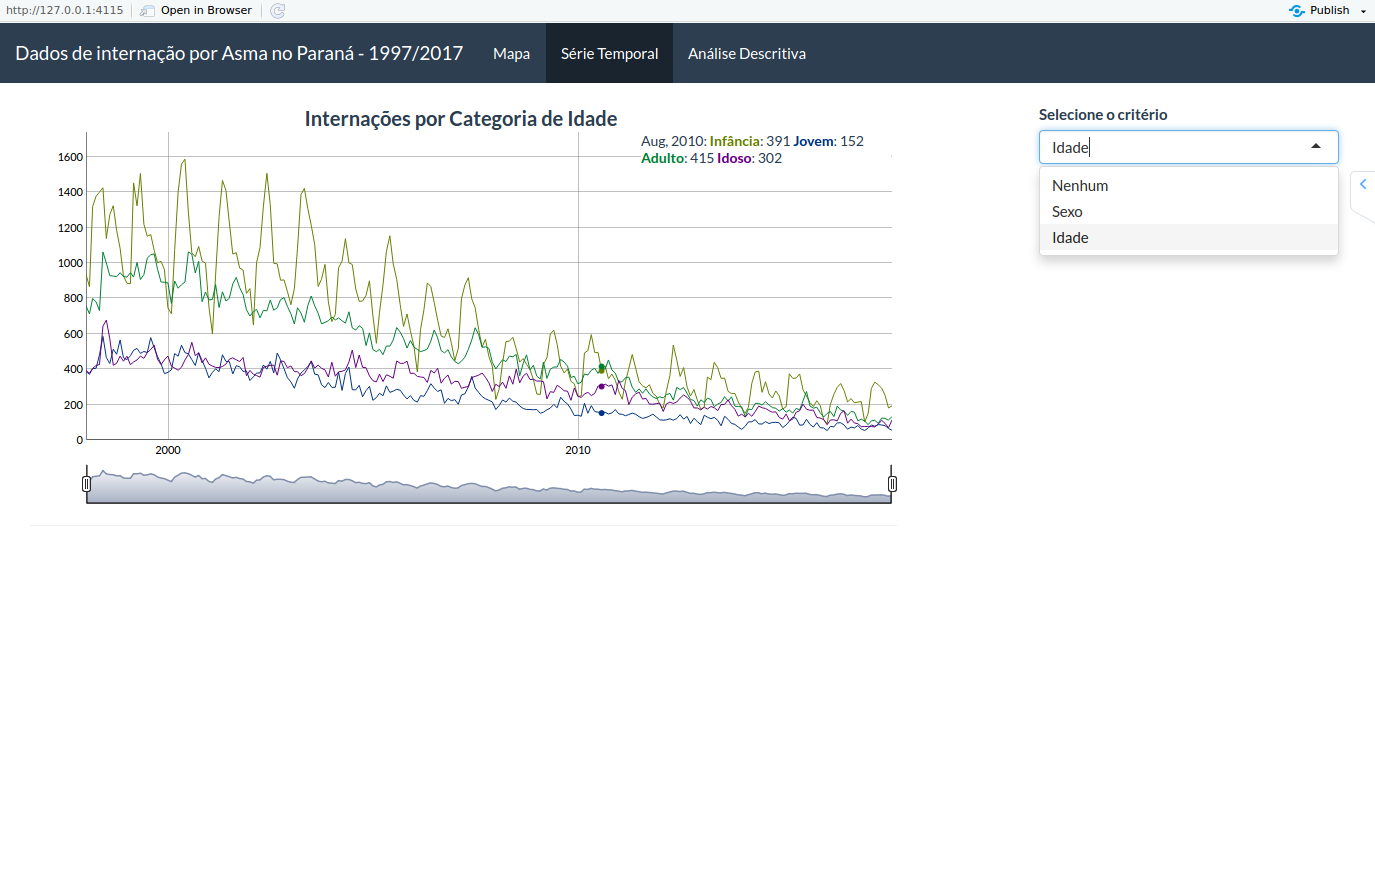 http://127.0.0.1:4115 Open in Browser Publish
Dados de internação por Asma no Paraná - 1997/2017 Mapa Série Temporal Análise Descritiva
Internações por Categoria de Idade
Aug, 2010: Infância: 391 Jovem: 152
Adulto: 415 Idoso: 302
1600
1400
1200
1000
800
600
400
200
0
2000 2010
Selecione o critério
Idade
Nenhum
Sexo
Idade